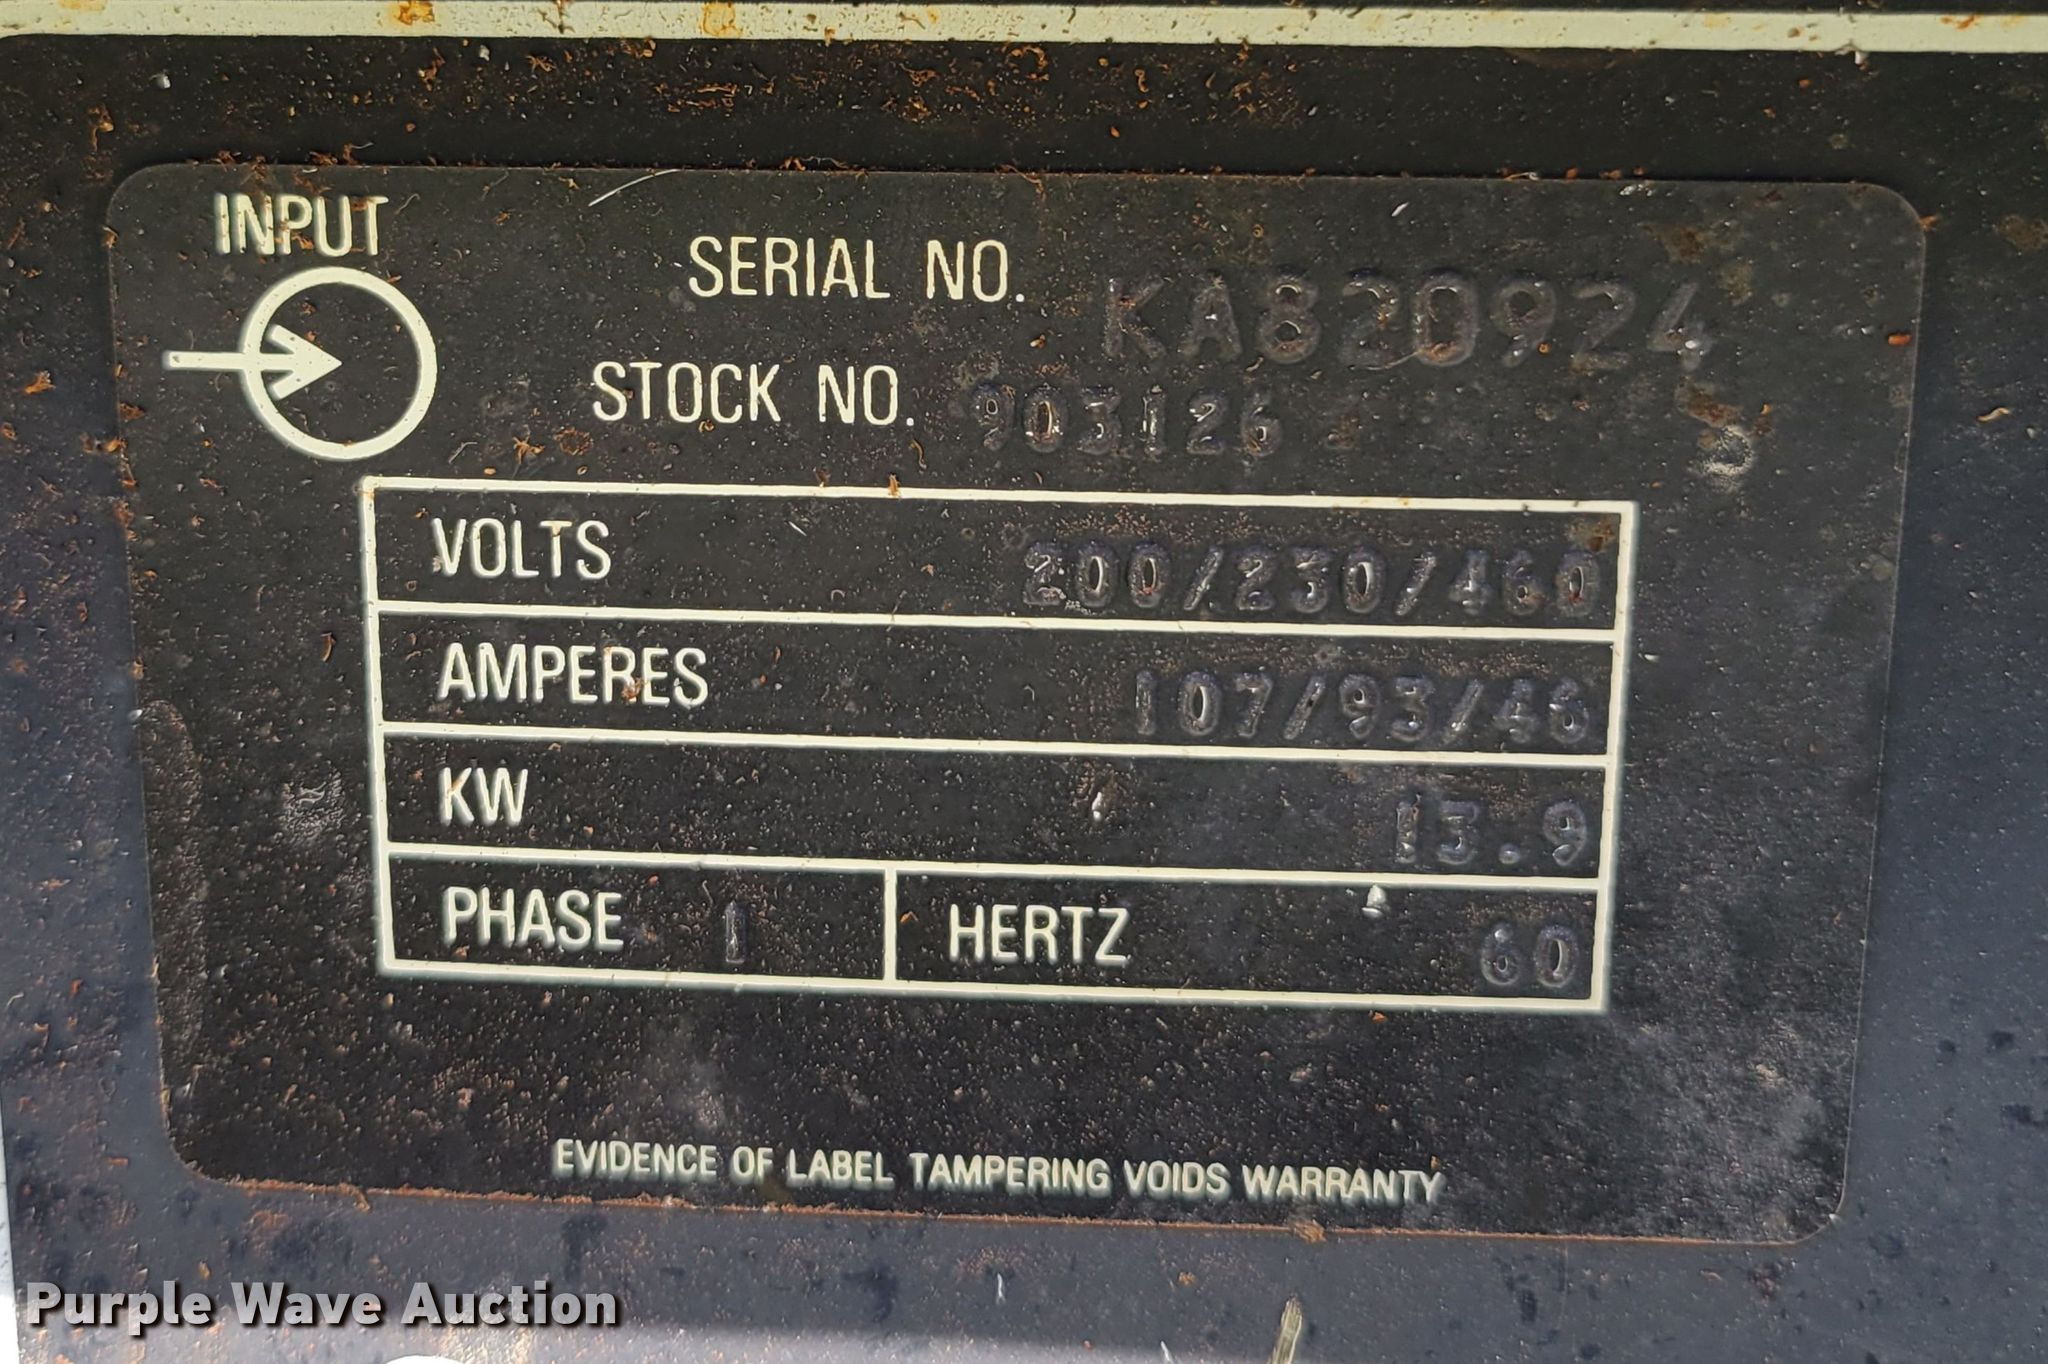 INPUT
SERIAL NO. KA820924
STOCK NO. 903126
VOLTS 200/230/460
AMPERES 107/93/46
KW 13.9
PHASE 1 HERTZ 60
EVIDENCE OF LABEL TAMPERING VOIDS WARRANTY
Purple Wave Auction